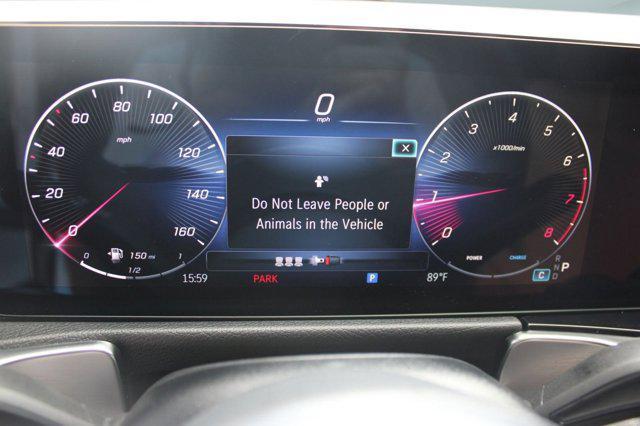 0
mph
60
80
100
40
mph
120
20
140
0
160
0
150 mi
1
1/2
Do Not Leave People or
Animals in the Vehicle
4
3
5
x1000/min
2
6
1
7
0
8
POWER
CHARGE
R
N
D
P
C
15:59
PARK
P
89°F